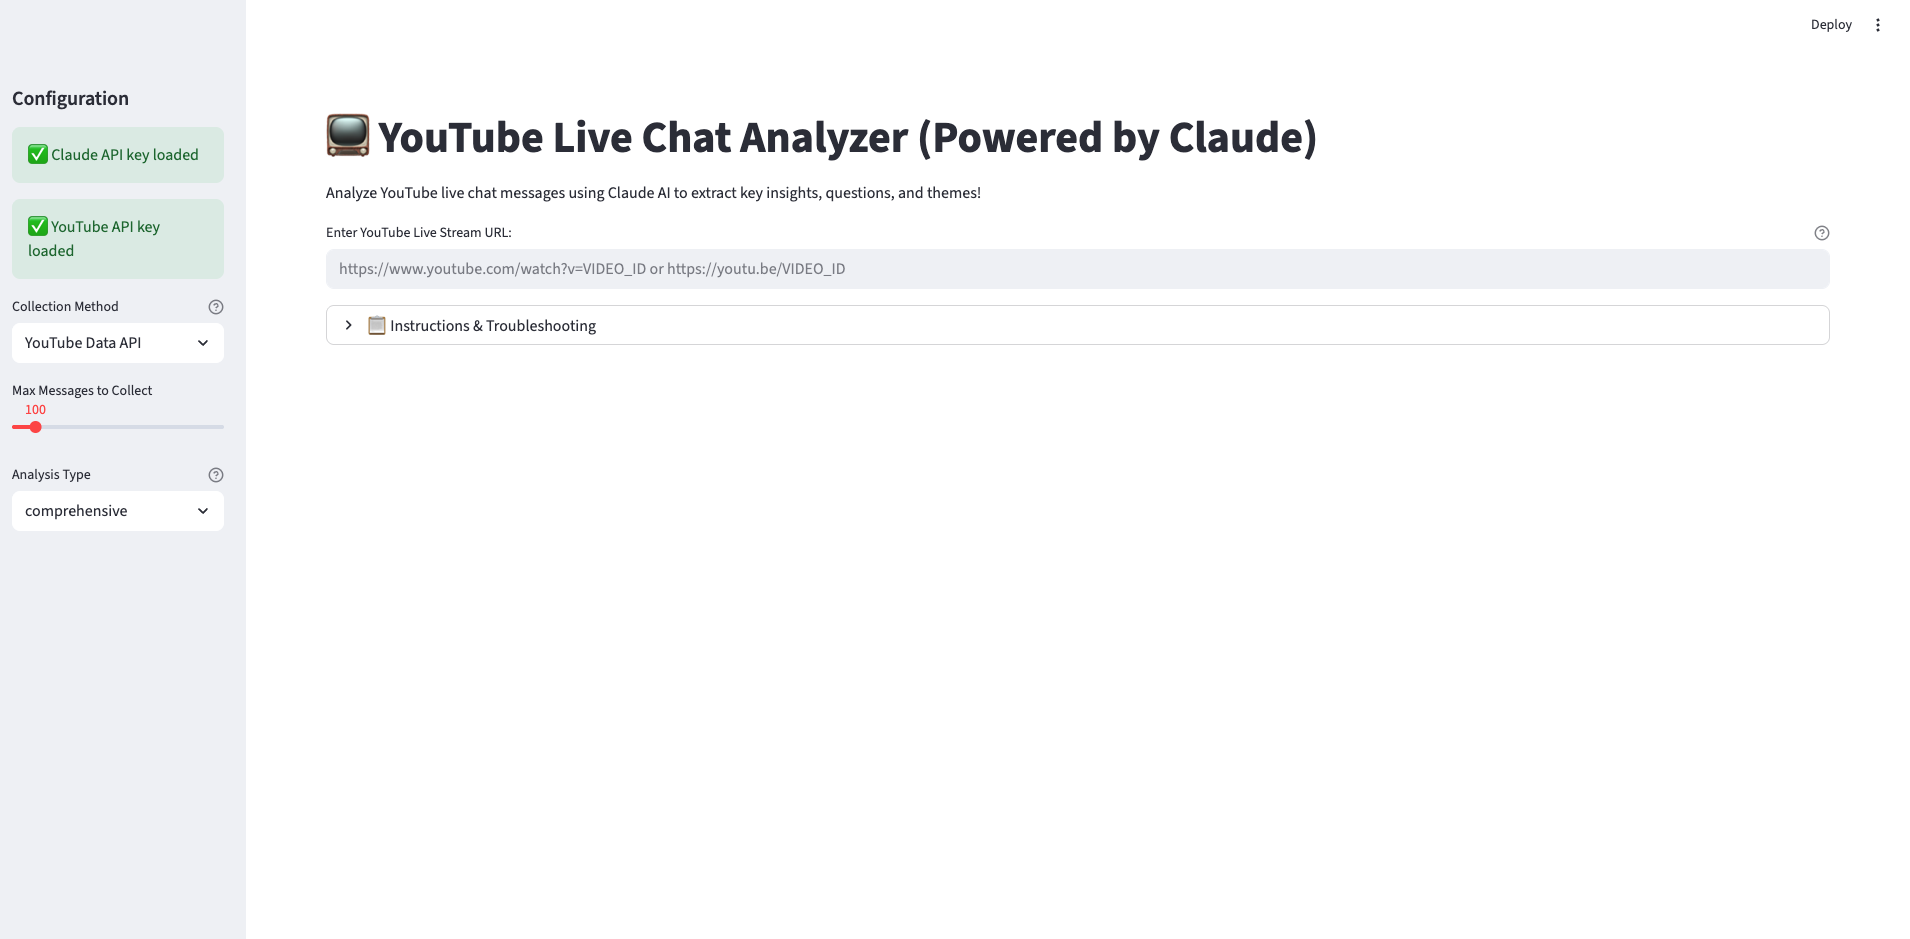 Deploy
Configuration
✅ Claude API key loaded
✅ YouTube API key
loaded
Collection Method
YouTube Data API
Max Messages to Collect
100
Analysis Type
comprehensive
📺 YouTube Live Chat Analyzer (Powered by Claude)
Analyze YouTube live chat messages using Claude AI to extract key insights, questions, and themes!
Enter YouTube Live Stream URL:
https://www.youtube.com/watch?v=VIDEO_ID or https://youtu.be/VIDEO_ID
📋 Instructions & Troubleshooting